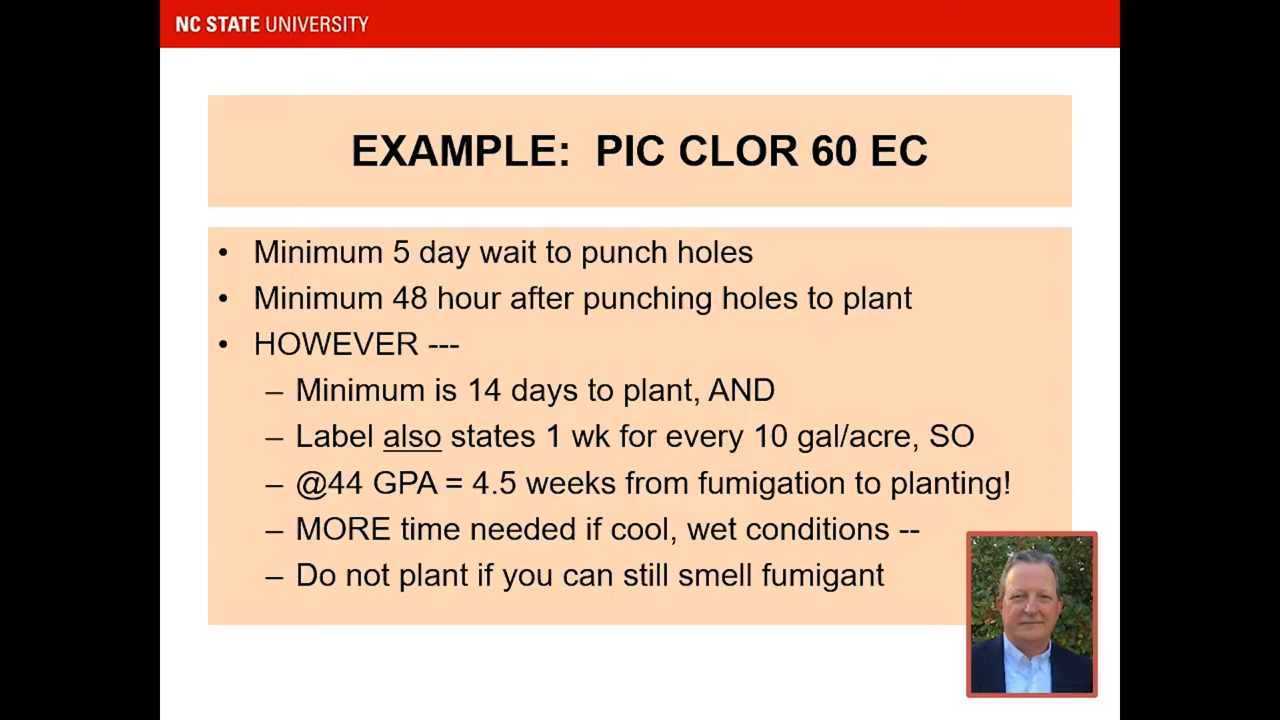 NC STATE UNIVERSITY
EXAMPLE: PIC CLOR 60 EC
• Minimum 5 day wait to punch holes
• Minimum 48 hour after punching holes to plant
• HOWEVER ---
– Minimum is 14 days to plant, AND
– Label also states 1 wk for every 10 gal/acre, SO
– @44 GPA = 4.5 weeks from fumigation to planting!
– MORE time needed if cool, wet conditions --
– Do not plant if you can still smell fumigant